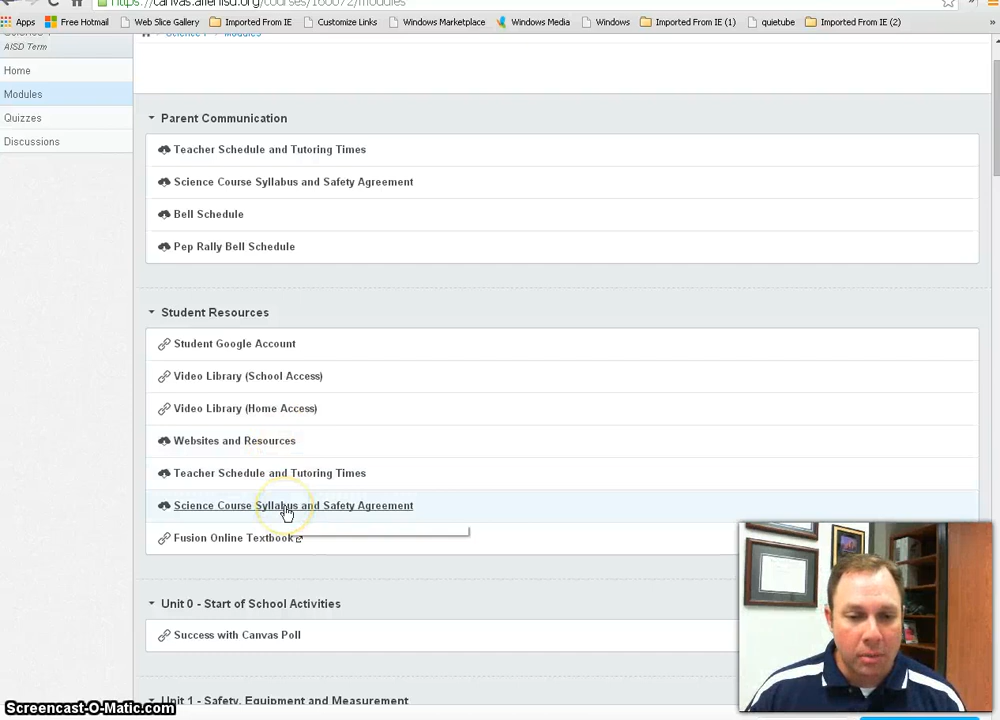 https://canvas.allenisd.org/courses/160072/modules
Apps Free Hotmail Web Slice Gallery Imported From IE Customize Links Windows Marketplace Windows Media Windows Imported From IE (1) quietube Imported From IE (2) »
Science 7 Modules
AISD Term
Home
Modules
Quizzes
Discussions
Parent Communication
Teacher Schedule and Tutoring Times
Science Course Syllabus and Safety Agreement
Bell Schedule
Pep Rally Bell Schedule
Student Resources
Student Google Account
Video Library (School Access)
Video Library (Home Access)
Websites and Resources
Teacher Schedule and Tutoring Times
Science Course Syllabus and Safety Agreement
Fusion Online Textbook
Unit 0 - Start of School Activities
Success with Canvas Poll
Unit 1 - Safety, Equipment and Measurement
Screencast-O-Matic.com